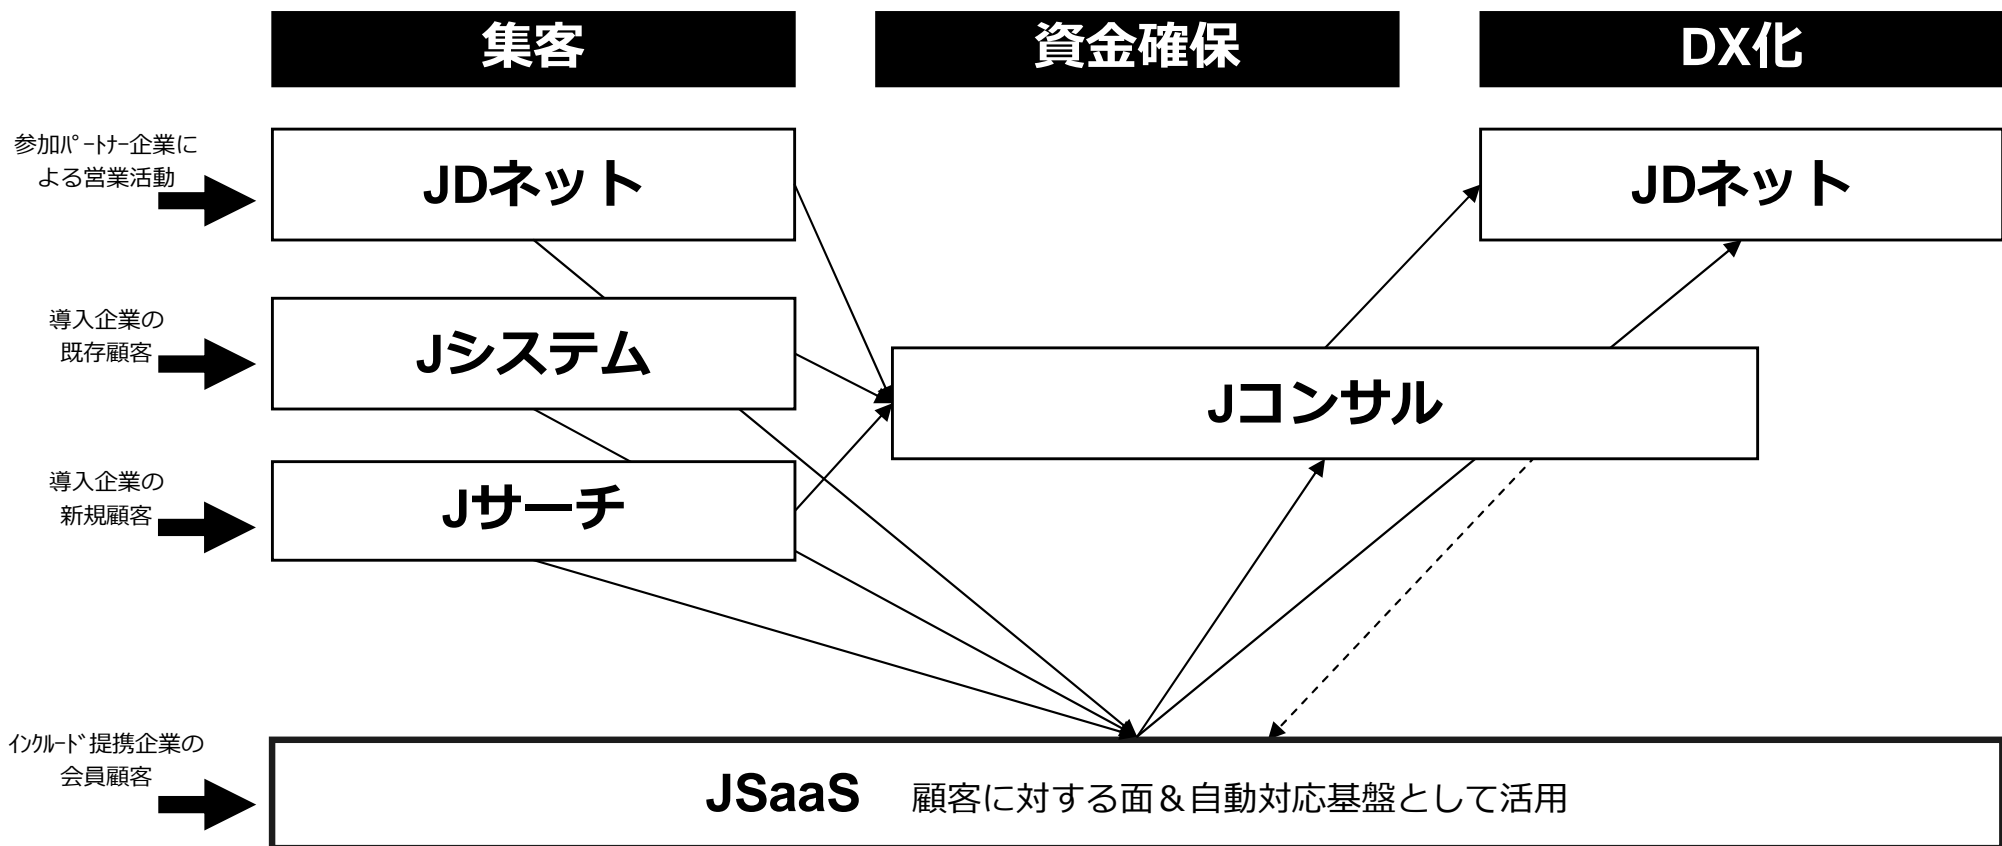 集客
資金確保
DX化
参加ﾊﾟｰﾄﾅｰ企業に
よる営業活動
JDネット
JDネット
導入企業の
既存顧客
Jシステム
Jコンサル
導入企業の
新規顧客
Jサーチ
ｲﾝｸﾙｰﾄﾞ提携企業の
会員顧客
JSaaS 顧客に対する面＆自動対応基盤として活用